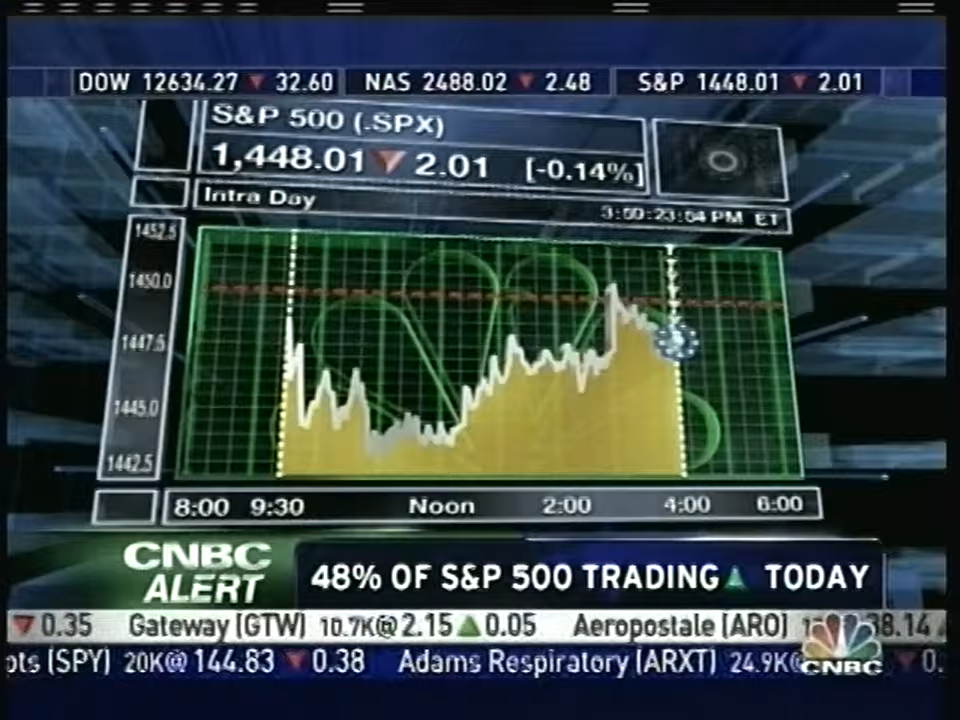 DOW 12634.27 ▼ 32.60 NAS 2488.02 ▼ 2.48 S&P 1448.01 ▼ 2.01
S&P 500 (.SPX)
1,448.01 ▼ 2.01 [-0.14%]
Intra Day
PM ET
1452.5
1450.0
1447.5
1445.0
1442.5
8:00 9:30 Noon 2:00 4:00 6:00
CNBC
ALERT
48% OF S&P 500 TRADING ▲ TODAY
▼ 0.35 Gateway (GTW) 10.7K@ 2.15 ▲ 0.05 Aeropostale (ARO) 38.14
(SPY) 20K@ 144.83 ▼ 0.38 Adams Respiratory (ARXT) 24.9K@ ▼ 0.
CNBC